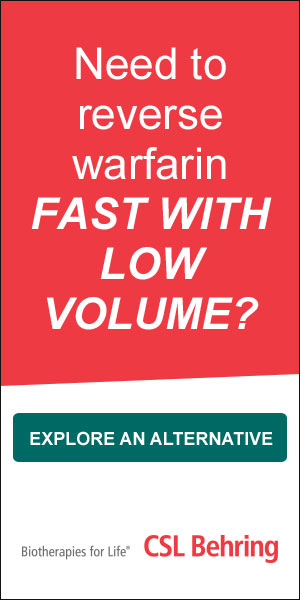 Need to
reverse
warfarin
FAST WITH
LOW
VOLUME?
EXPLORE AN ALTERNATIVE
Biotherapies for Life® CSL Behring